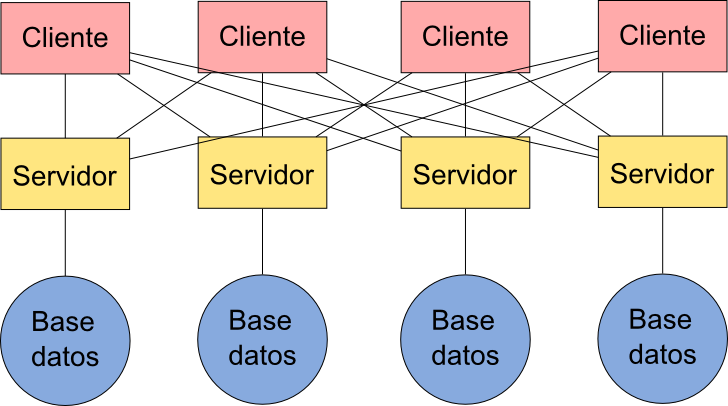 Cliente
Cliente
Cliente
Cliente
Servidor
Servidor
Servidor
Servidor
Base
datos
Base
datos
Base
datos
Base
datos